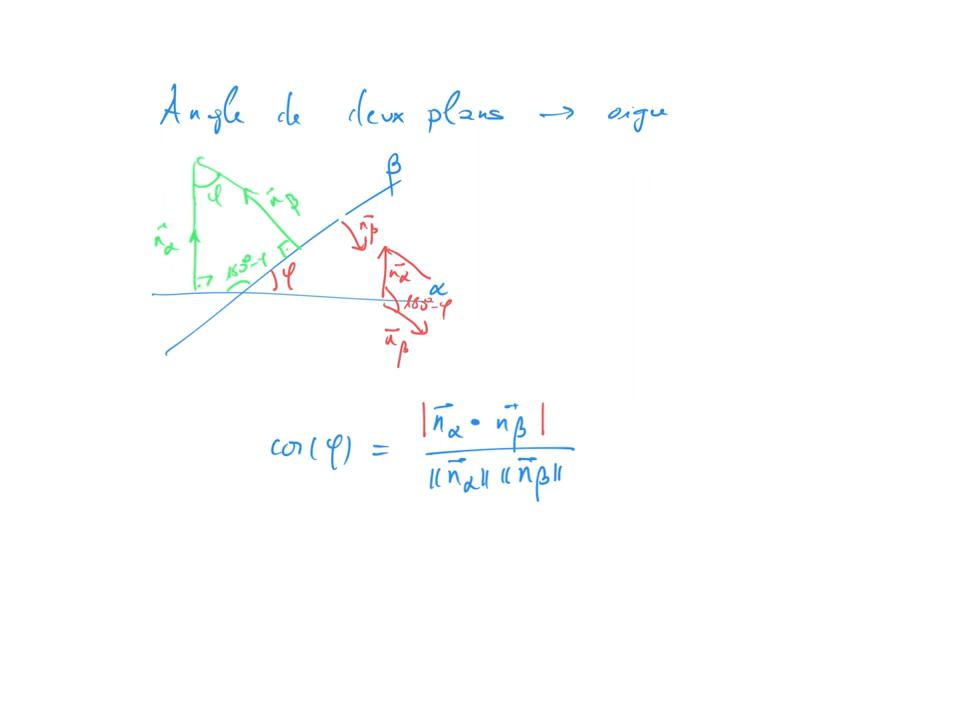 Angle de deux plans → aigu
β
φ
n⃗β
n⃗α
n⃗β
180°-φ
φ
n⃗α
α
180°-φ
n⃗β
cos(φ) = |n⃗α • n⃗β| / ‖n⃗α‖ ‖n⃗β‖